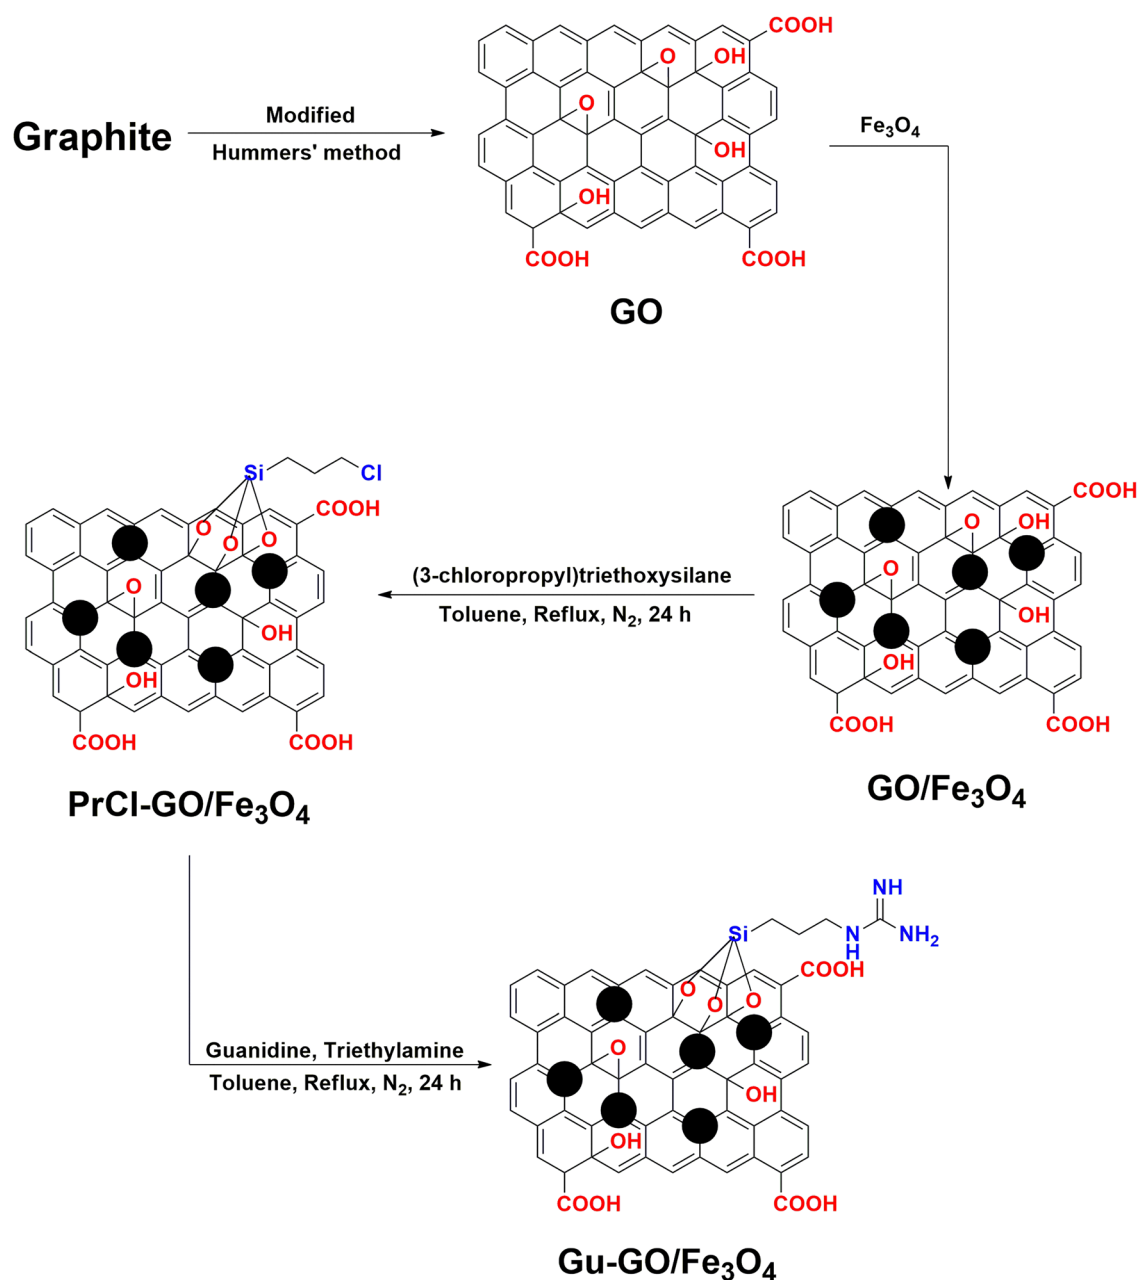 COOH
O
OH
O
Graphite
Modified
Hummers' method
OH
OH
COOH
COOH
GO
Fe₃O₄
Si
Cl
COOH
O
O
O
O
OH
OH
COOH
COOH
PrCl-GO/Fe₃O₄
(3-chloropropyl)triethoxysilane
Toluene, Reflux, N₂, 24 h
COOH
O
OH
O
OH
OH
COOH
COOH
GO/Fe₃O₄
Guanidine, Triethylamine
Toluene, Reflux, N₂, 24 h
NH
Si
N
H
NH₂
COOH
O
O
O
O
OH
OH
COOH
COOH
Gu-GO/Fe₃O₄